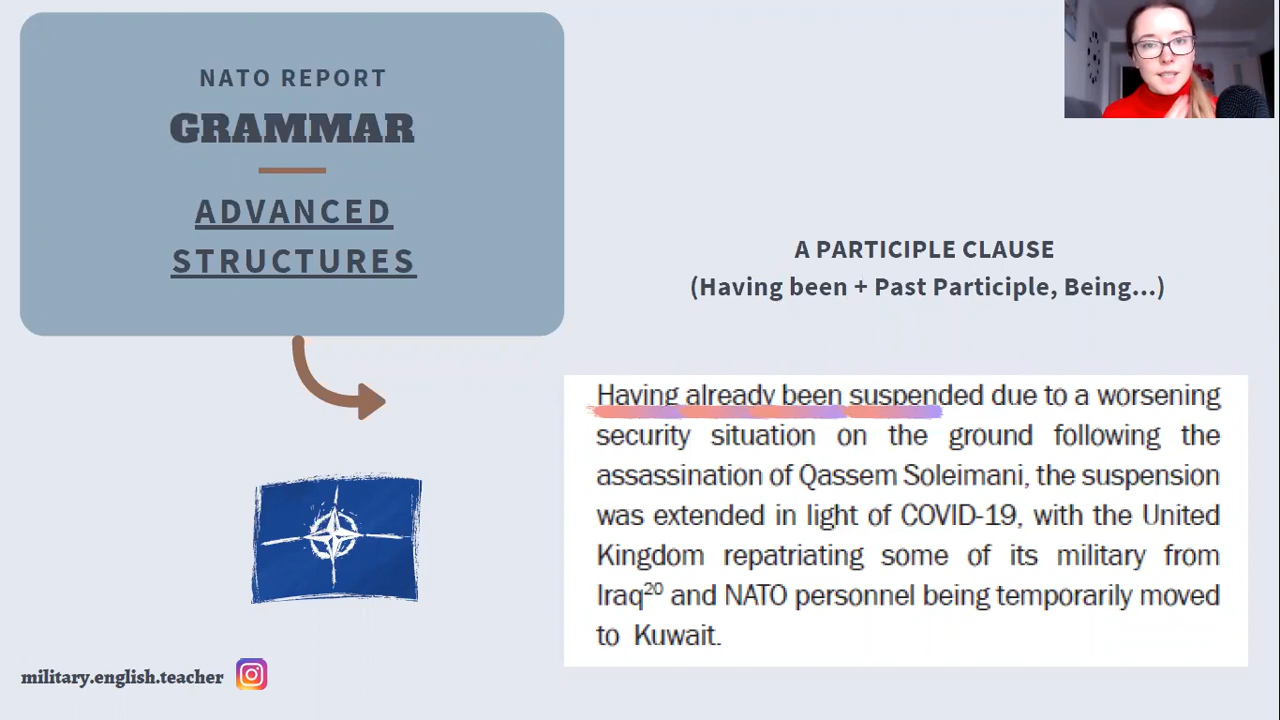 NATO REPORT
GRAMMAR
ADVANCED
STRUCTURES
A PARTICIPLE CLAUSE
(Having been + Past Participle, Being...)
Having already been suspended due to a worsening
security situation on the ground following the
assassination of Qassem Soleimani, the suspension
was extended in light of COVID-19, with the United
Kingdom repatriating some of its military from
Iraq²⁰ and NATO personnel being temporarily moved
to Kuwait.
military.english.teacher